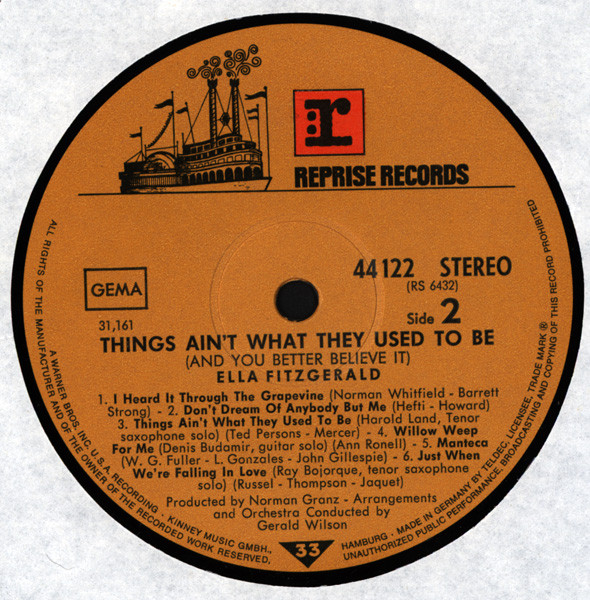 r
REPRISE RECORDS
44 122 STEREO
(RS 6432)
GEMA
Side 2
31,161
THINGS AIN'T WHAT THEY USED TO BE
(AND YOU BETTER BELIEVE IT)
ELLA FITZGERALD
1. I Heard It Through The Grapevine (Norman Whitfield - Barrett
Strong) - 2. Don't Dream Of Anybody But Me (Hefti - Howard)
3. Things Ain't What They Used To Be (Harold Land, Tenor
saxophone solo) (Ted Persons - Mercer) - 4. Willow Weep
For Me (Denis Budamir, guitar solo) (Ann Ronell) - 5. Manteca
(W. G. Fuller - L. Gonzales - John Gillespie) - 6. Just When
We're Falling In Love (Ray Bojorque, tenor saxophone
solo) (Russel - Thompson - Jaquet)
Produced by Norman Granz - Arrangements
and Orchestra Conducted by
Gerald Wilson
33
ALL RIGHTS OF THE MANUFACTURER AND OF THE OWNER OF THE RECORDED WORK RESERVED,
A WARNER BROS. INC. U.S.A. RECORDING - KINNEY MUSIC GMBH.,
HAMBURG - MADE IN GERMANY BY TELDEC, LICENSEE, TRADE MARK ®
UNAUTHORIZED PUBLIC PERFORMANCE, BROADCASTING AND COPYING OF THIS RECORD PROHIBITED